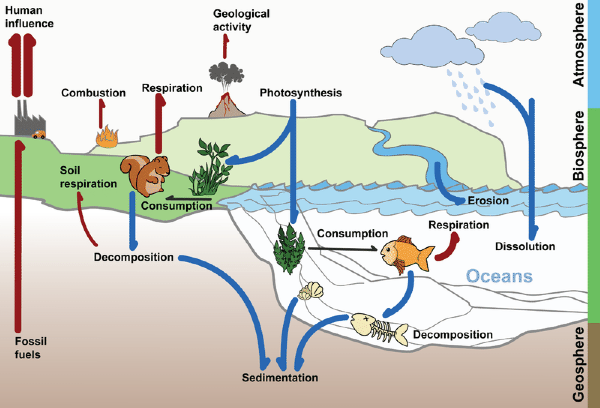 Human
influence
Geological
activity
Combustion
Respiration
Photosynthesis
Soil
respiration
Consumption
Erosion
Respiration
Consumption
Dissolution
Decomposition
Oceans
Decomposition
Fossil
fuels
Sedimentation
Atmosphere
Biosphere
Geosphere